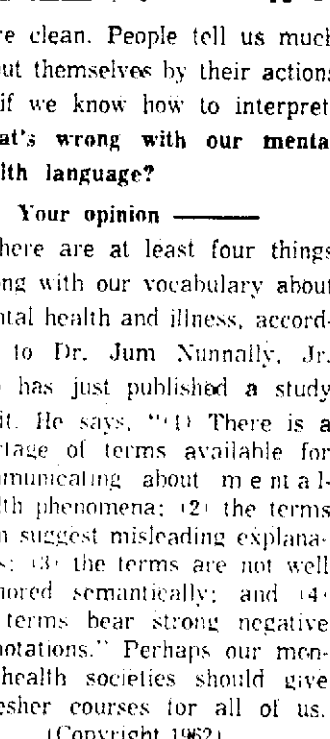 re clean. People tell us much
out themselves by their actions
if we know how to interpret
at's wrong with our menta
lth language?
Your opinion
here are at least four things
ong with our vocabulary about
ntal health and illness, accord-
to Dr. Jum Nunnally, Jr.
o has just published a study
it. He says, "(1) There is a
rtage of terms available for
mmunicating about mental-
lth phenomena; (2) the terms
n suggest misleading explana-
s; (3) the terms are not well
hored semantically; and (4)
terms bear strong negative
notations." Perhaps our men-
health societies should give
esher courses for all of us.
(Copyright 1962)